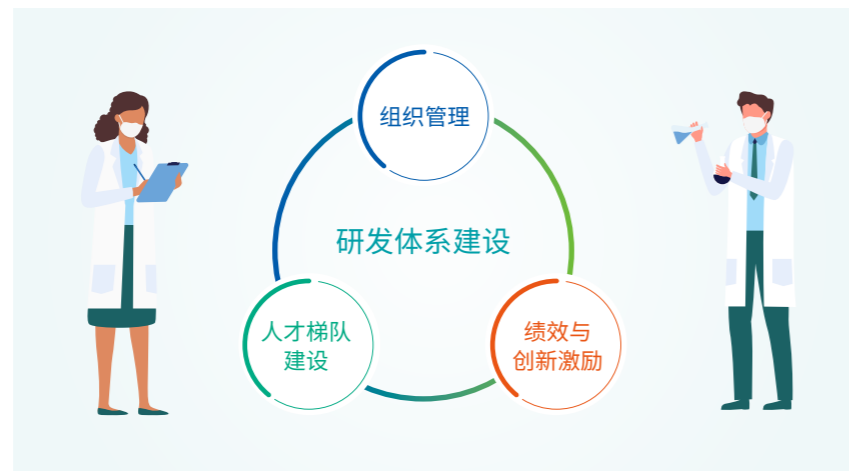 组织管理
研发体系建设
人才梯队
建设
绩效与
创新激励